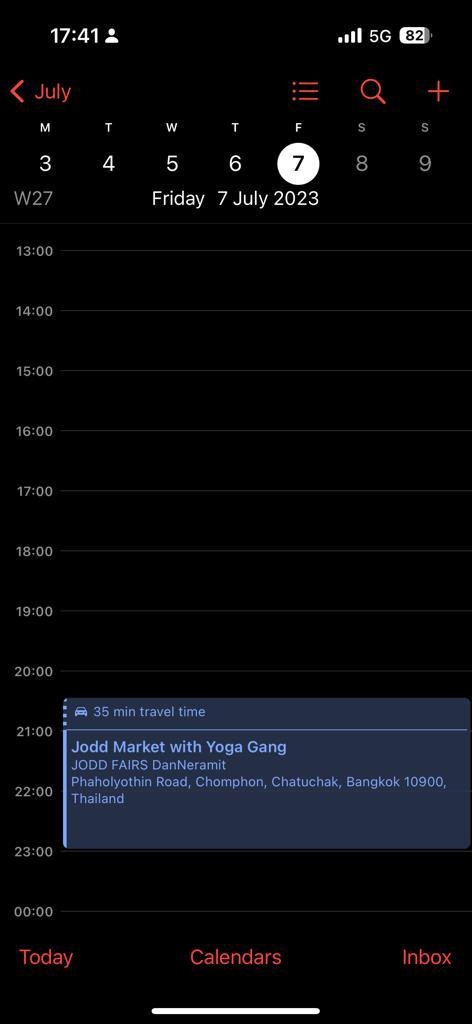 17:41
5G 82
July
M T W T F S S
3 4 5 6 7 8 9
W27 Friday 7 July 2023
13:00
14:00
15:00
16:00
17:00
18:00
19:00
20:00
35 min travel time
21:00
Jodd Market with Yoga Gang
JODD FAIRS DanNeramit
Phaholyothin Road, Chomphon, Chatuchak, Bangkok 10900,
22:00
Thailand
23:00
00:00
Today Calendars Inbox